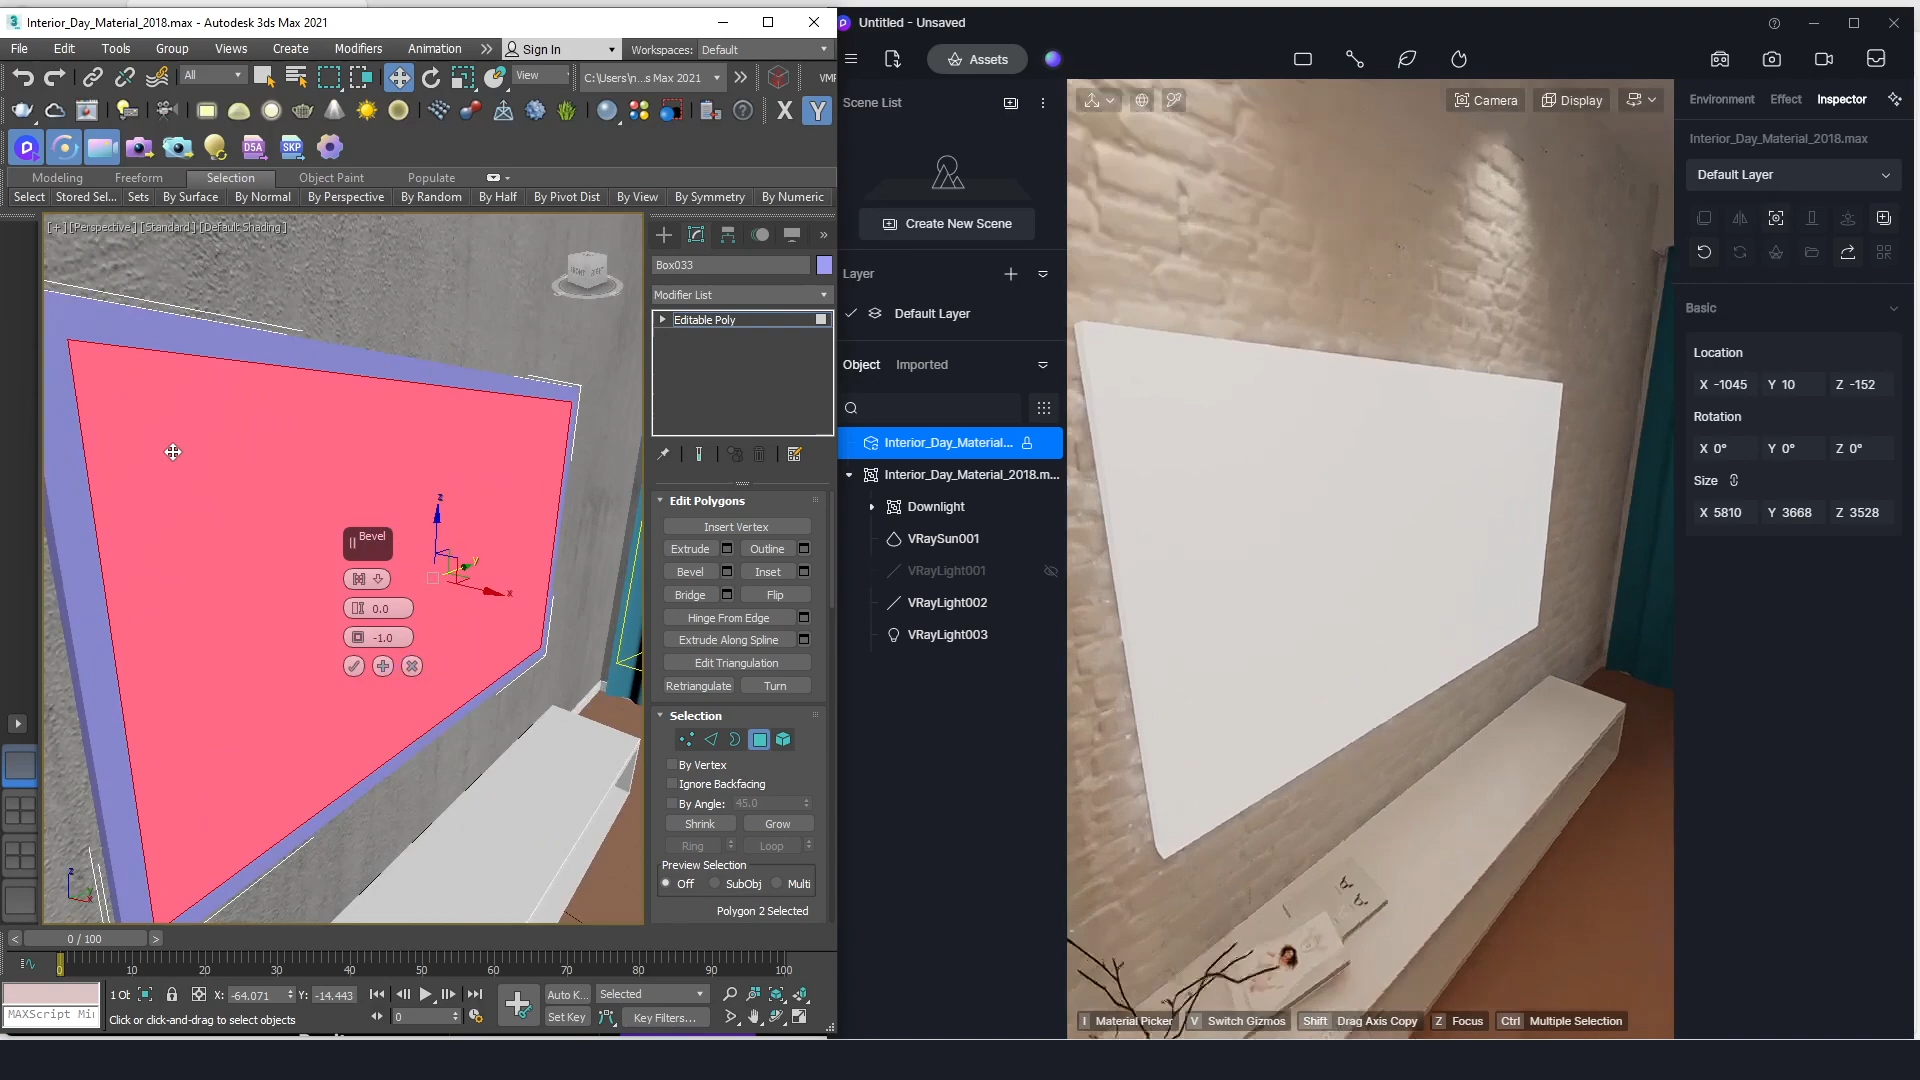 Interior_Day_Material_2018.max - Autodesk 3ds Max 2021
File Edit Tools Group Views Create Modifiers Animation
Sign In
Workspaces: Default
All
View
C:\Users\n...s Max 2021
X
Y
D5A
SKP
Modeling Freeform Selection Object Paint Populate
Select Stored Sel... Sets By Surface By Normal By Perspective By Random By Half By Pivot Dist By View By Symmetry By Numeric
[+] [Perspective] [Standard] [Default Shading]
Box033
Modifier List
Editable Poly
Bevel
0.0
-1.0
z
y
x
Edit Polygons
Insert Vertex
Extrude Outline
Bevel Inset
Bridge Flip
Hinge From Edge
Extrude Along Spline
Edit Triangulation
Retriangulate Turn
Selection
By Vertex
Ignore Backfacing
By Angle: 45.0
Shrink Grow
Ring Loop
Preview Selection
Off SubObj Multi
Polygon 2 Selected
0 / 100
0 10 20 30 40 50 60 70 80 90 100
X: -64.071 Y: -14.443
Auto K... Selected
Set Key Key Filters...
0
MAXScript Mi
Click or click-and-drag to select objects
Untitled - Unsaved
Assets
Scene List
Create New Scene
Layer
Default Layer
Object Imported
Interior_Day_Material...
Interior_Day_Material_2018.m...
Downlight
VRaySun001
VRayLight001
VRayLight002
VRayLight003
Camera
Display
I Material Picker V Switch Gizmos Shift Drag Axis Copy Z Focus Ctrl Multiple Selection
Environment Effect Inspector
Interior_Day_Material_2018.max
Default Layer
Basic
Location
X -1045 Y 10 Z -152
Rotation
X 0° Y 0° Z 0°
Size
X 5810 Y 3668 Z 3528